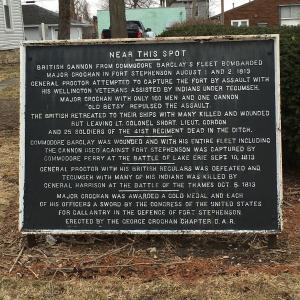 NEAR THIS SPOT
BRITISH CANNON FROM COMMODORE BARCLAY'S FLEET BOMBARDED
MAJOR CROGHAN IN FORT STEPHENSON AUGUST 1 AND 2, 1813
GENERAL PROCTOR ATTEMPTED TO CAPTURE THE FORT BY ASSAULT WITH
HIS WELLINGTON VETERANS ASSISTED BY INDIANS UNDER TECUMSEH.
MAJOR CROGHAN WITH ONLY 160 MEN AND ONE CANNON
"OLD BETSY" REPULSED THE ASSAULT.
THE BRITISH RETREATED TO THEIR SHIPS WITH MANY KILLED AND WOUNDED
BUT LEAVING LT. COLONEL SHORT, LIEUT. GORDON
AND 25 SOLDIERS OF THE 41ST REGIMENT DEAD IN THE DITCH.
COMMODORE BARCLAY WAS WOUNDED AND WITH HIS ENTIRE FLEET INCLUDING
THE CANNON USED AGAINST FORT STEPHENSON WAS CAPTURED BY
COMMODORE PERRY AT THE BATTLE OF LAKE ERIE SEPT. 10, 1813
GENERAL PROCTOR WITH HIS BRITISH REGULARS WAS DEFEATED AND
TECUMSEH WITH MANY OF HIS INDIANS WAS KILLED BY
GENERAL HARRISON AT THE BATTLE OF THE THAMES OCT. 5, 1813
MAJOR CROGHAN WAS AWARDED A GOLD MEDAL AND EACH
OF HIS OFFICERS A SWORD BY THE CONGRESS OF THE UNITED STATES
FOR GALLANTRY IN THE DEFENCE OF FORT STEPHENSON.
ERECTED BY THE GEORGE CROGHAN CHAPTER D.A.R.